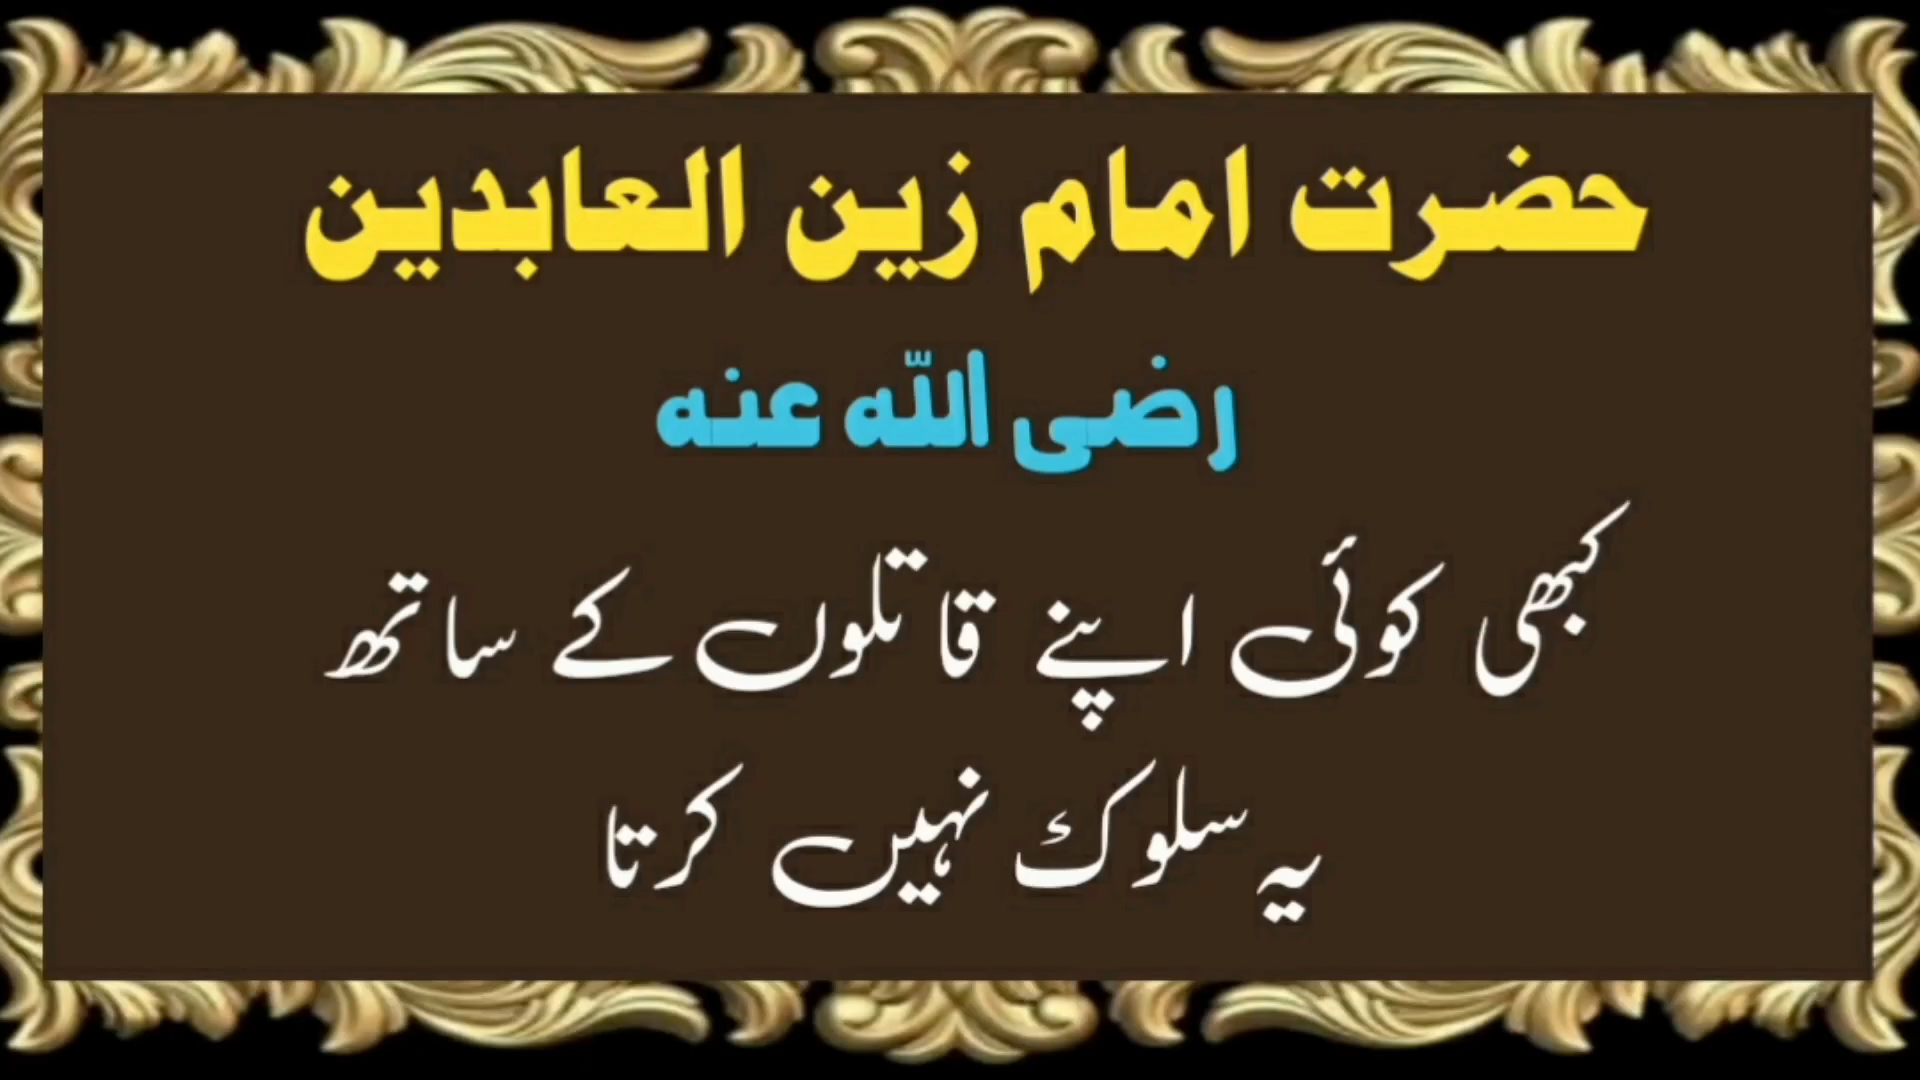 حضرت امام زین العابدین
رضی اللّٰہ عنہ
کبھی کوئی اپنے قاتلوں کے ساتھ
یہ سلوک نہیں کرتا